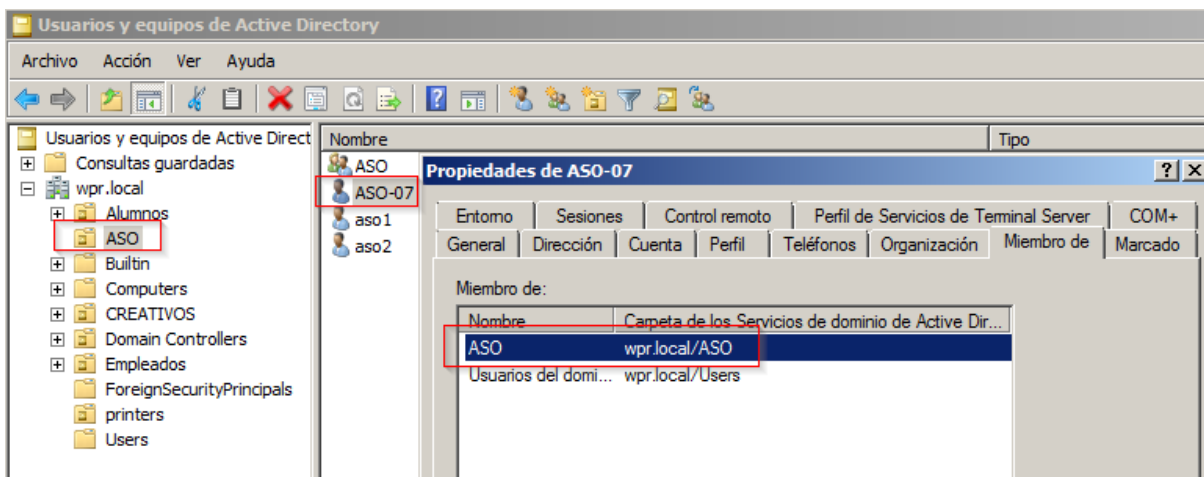 Usuarios y equipos de Active Directory
Archivo Acción Ver Ayuda
Usuarios y equipos de Active Direct
Consultas guardadas
wpr.local
Alumnos
ASO
Builtin
Computers
CREATIVOS
Domain Controllers
Empleados
ForeignSecurityPrincipals
printers
Users
Nombre Tipo
ASO
ASO-07
aso1
aso2
Propiedades de ASO-07
Entorno Sesiones Control remoto Perfil de Servicios de Terminal Server COM+
General Dirección Cuenta Perfil Teléfonos Organización Miembro de Marcado
Miembro de:
Nombre Carpeta de los Servicios de dominio de Active Dir...
ASO wpr.local/ASO
Usuarios del domi... wpr.local/Users